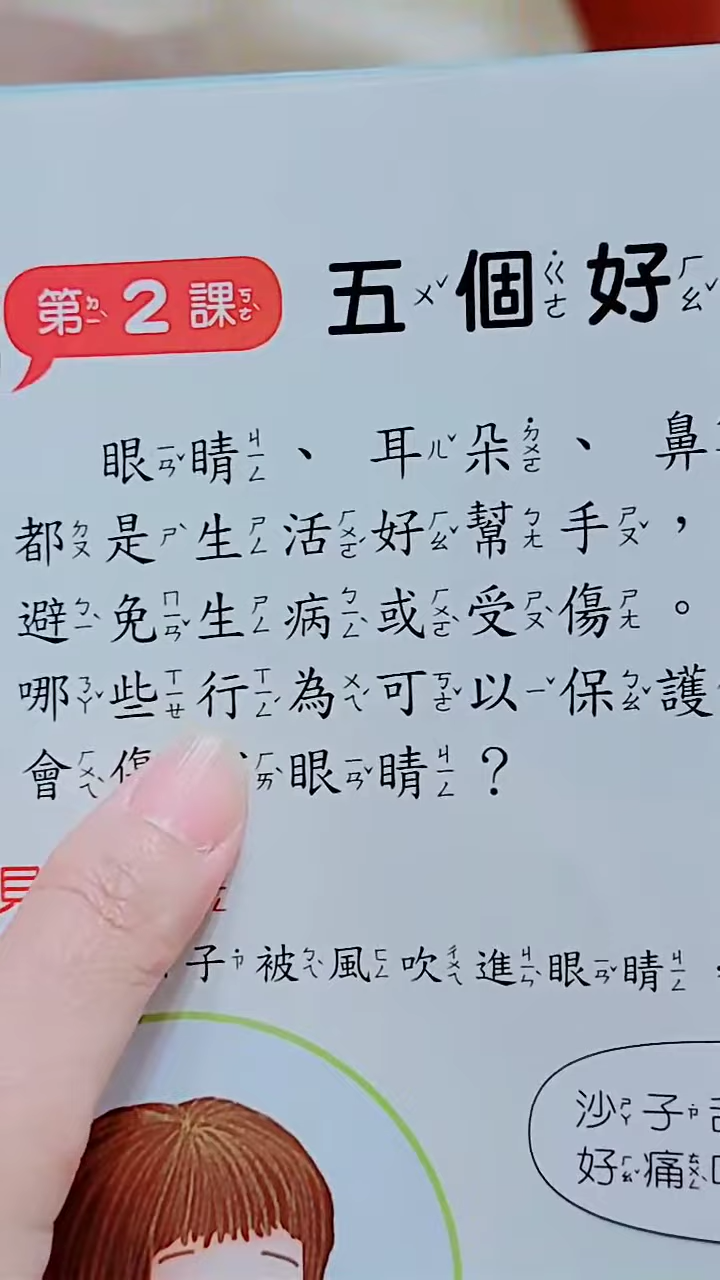 第2課 五個好
眼睛、耳朵、鼻
都是生活好幫手，
避免生病或受傷。
哪些行為可以保護
會傷眼睛？
子被風吹進眼睛
沙子
好痛